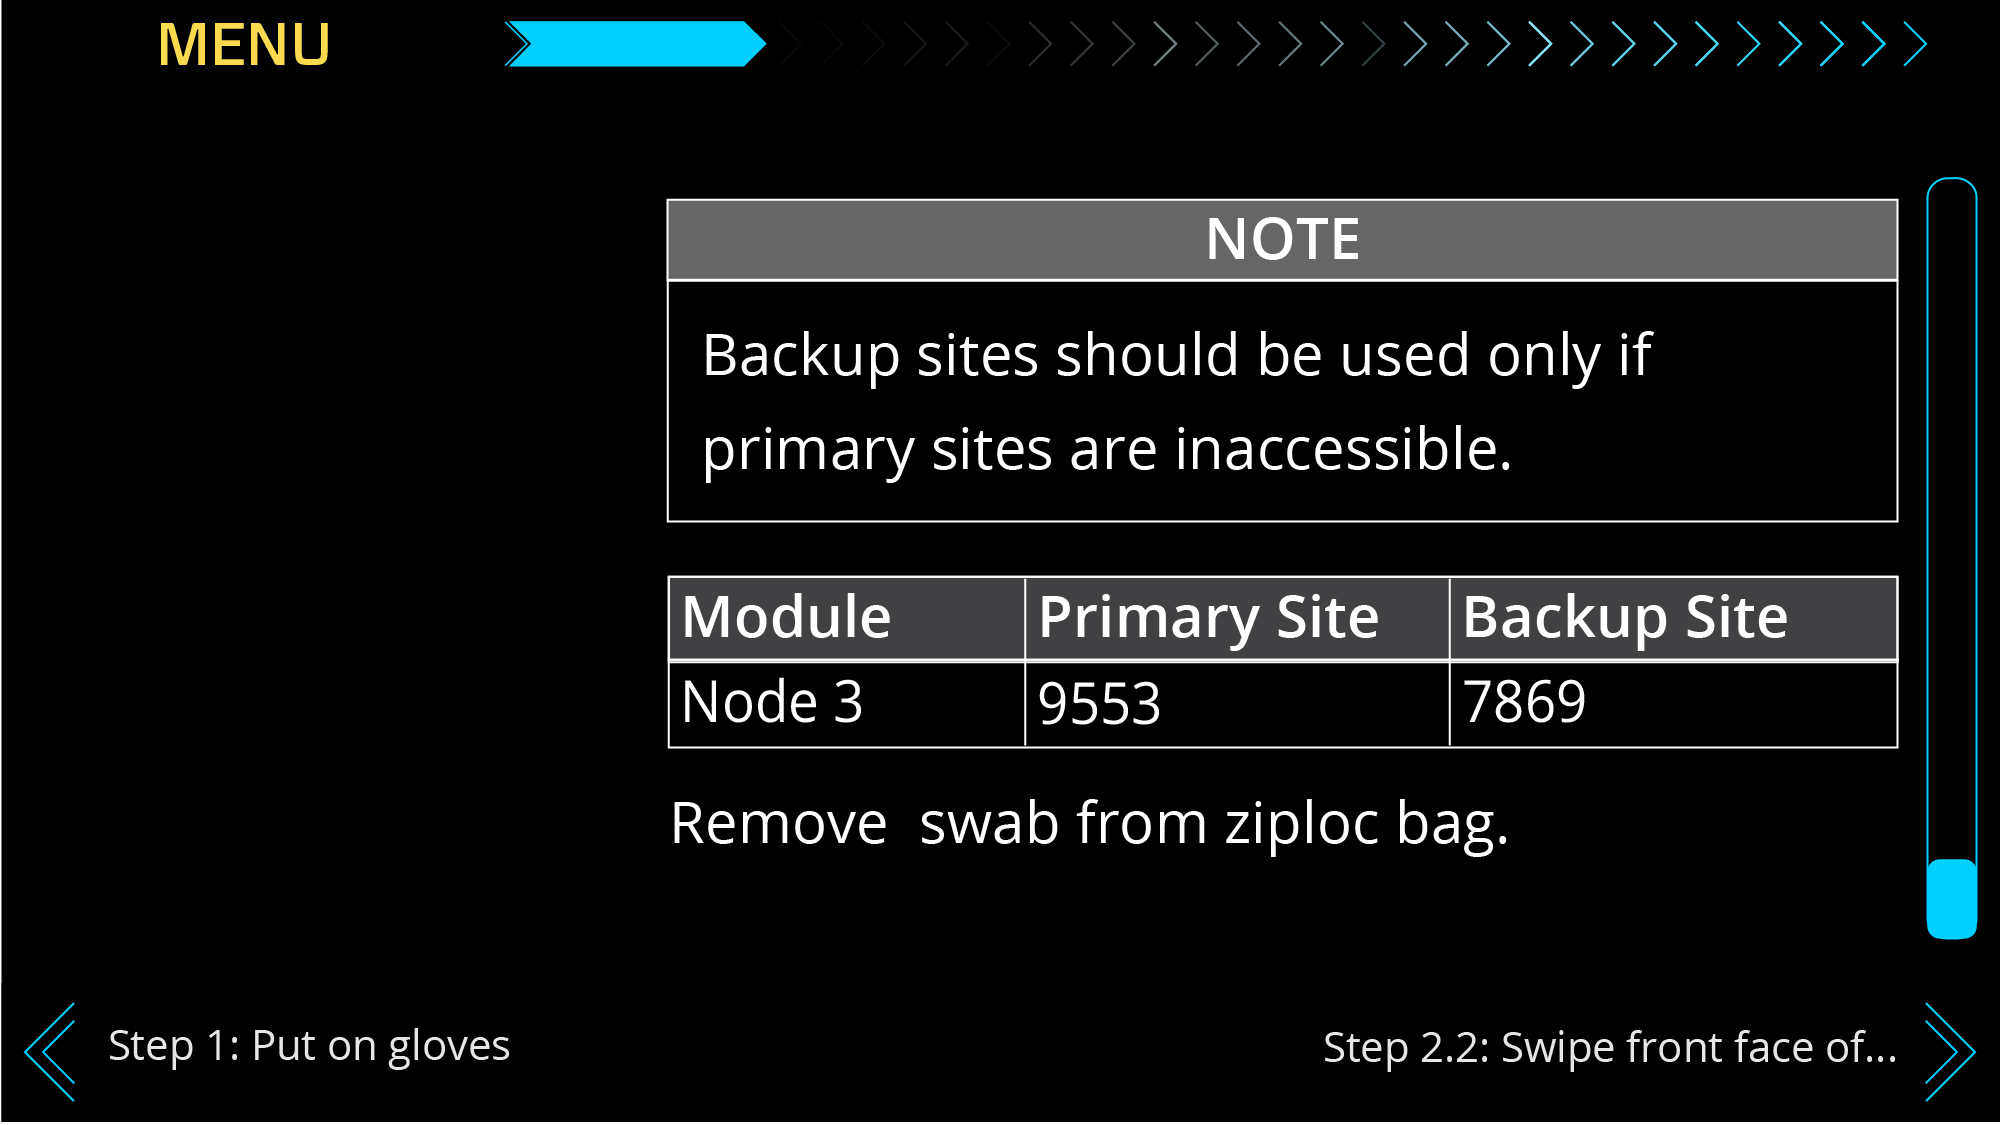 MENU
NOTE
Backup sites should be used only if
primary sites are inaccessible.
Module Primary Site Backup Site
Node 3 9553 7869
Remove swab from ziploc bag.
Step 1: Put on gloves
Step 2.2: Swipe front face of...